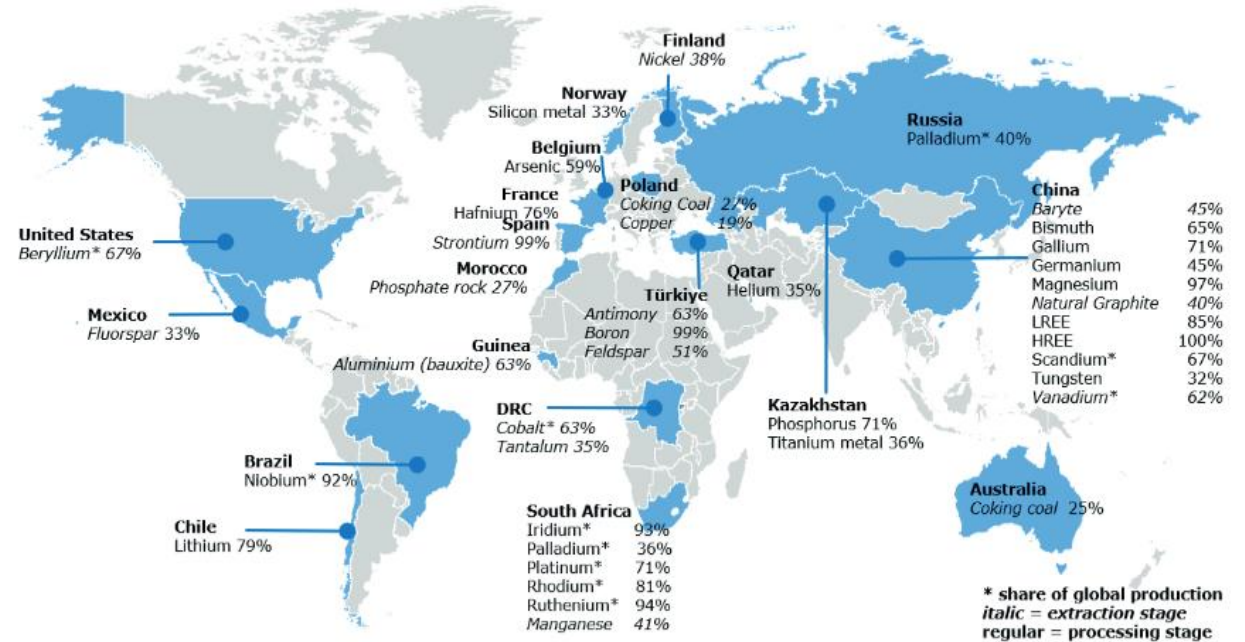 Finland
Nickel 38%
Norway
Silicon metal 33%
Belgium
Arsenic 59%
France
Hafnium 76%
Spain
Strontium 99%
Poland
Coking Coal 27%
Copper 19%
Russia
Palladium* 40%
China
Baryte 45%
Bismuth 65%
Gallium 71%
Germanium 45%
Magnesium 97%
Natural Graphite 40%
LREE 85%
HREE 100%
Scandium* 67%
Tungsten 32%
Vanadium* 62%
United States
Beryllium* 67%
Mexico
Fluorspar 33%
Morocco
Phosphate rock 27%
Türkiye
Antimony 63%
Boron 99%
Feldspar 51%
Qatar
Helium 35%
Guinea
Aluminium (bauxite) 63%
DRC
Cobalt* 63%
Tantalum 35%
Kazakhstan
Phosphorus 71%
Titanium metal 36%
Brazil
Niobium* 92%
Chile
Lithium 79%
South Africa
Iridium* 93%
Palladium* 36%
Platinum* 71%
Rhodium* 81%
Ruthenium* 94%
Manganese 41%
Australia
Coking coal 25%
* share of global production
italic = extraction stage
regular = processing stage